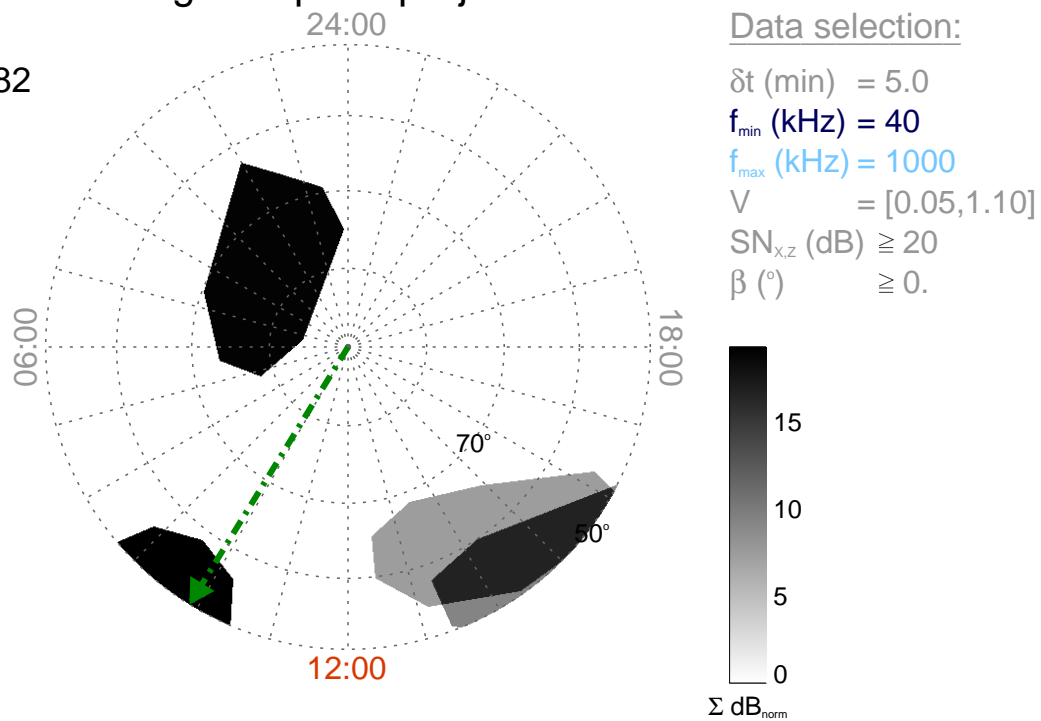 24:00
82
06:00
18:00
70°
50°
12:00
Data selection:
δt (min) = 5.0
fmin (kHz) = 40
fmax (kHz) = 1000
V = [0.05,1.10]
SNX,Z (dB) ≧ 20
β (°) ≧ 0.
15
10
5
0
Σ dBnorm